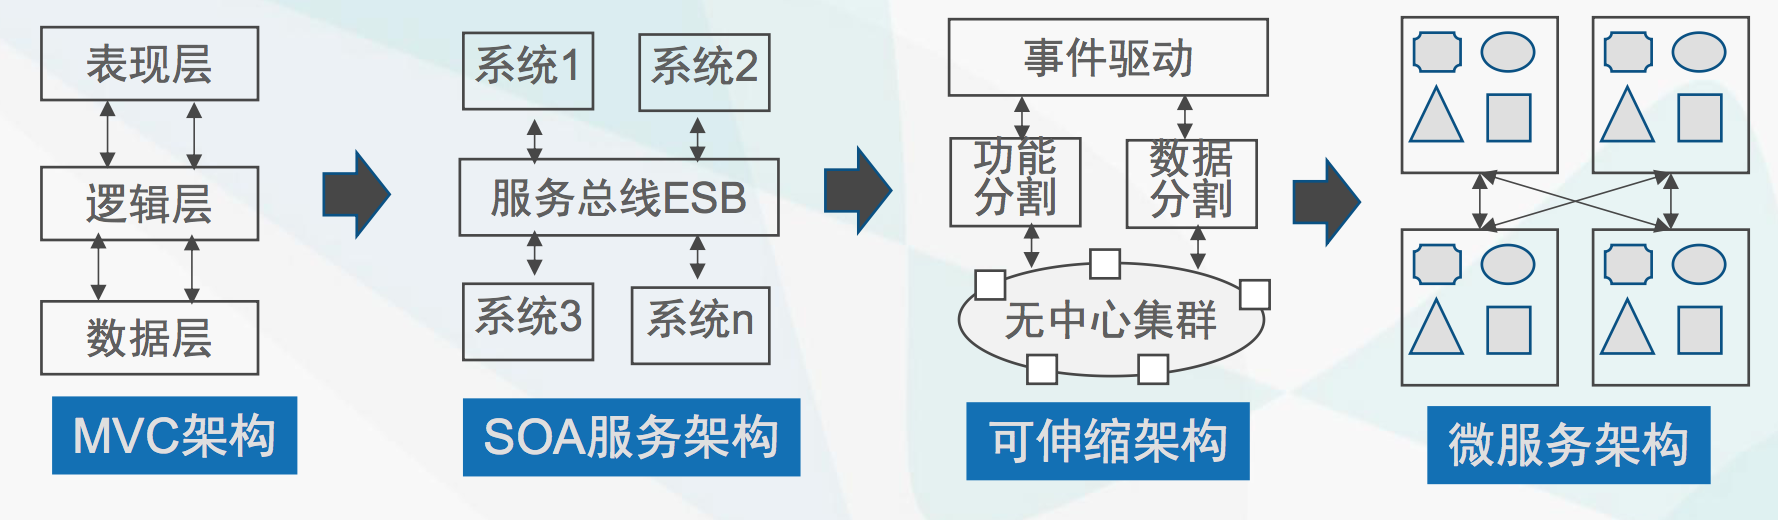 表现层
逻辑层
数据层
MVC架构
系统1
系统2
服务总线ESB
系统3
系统n
SOA服务架构
事件驱动
功能
分割
数据
分割
无中心集群
可伸缩架构
微服务架构